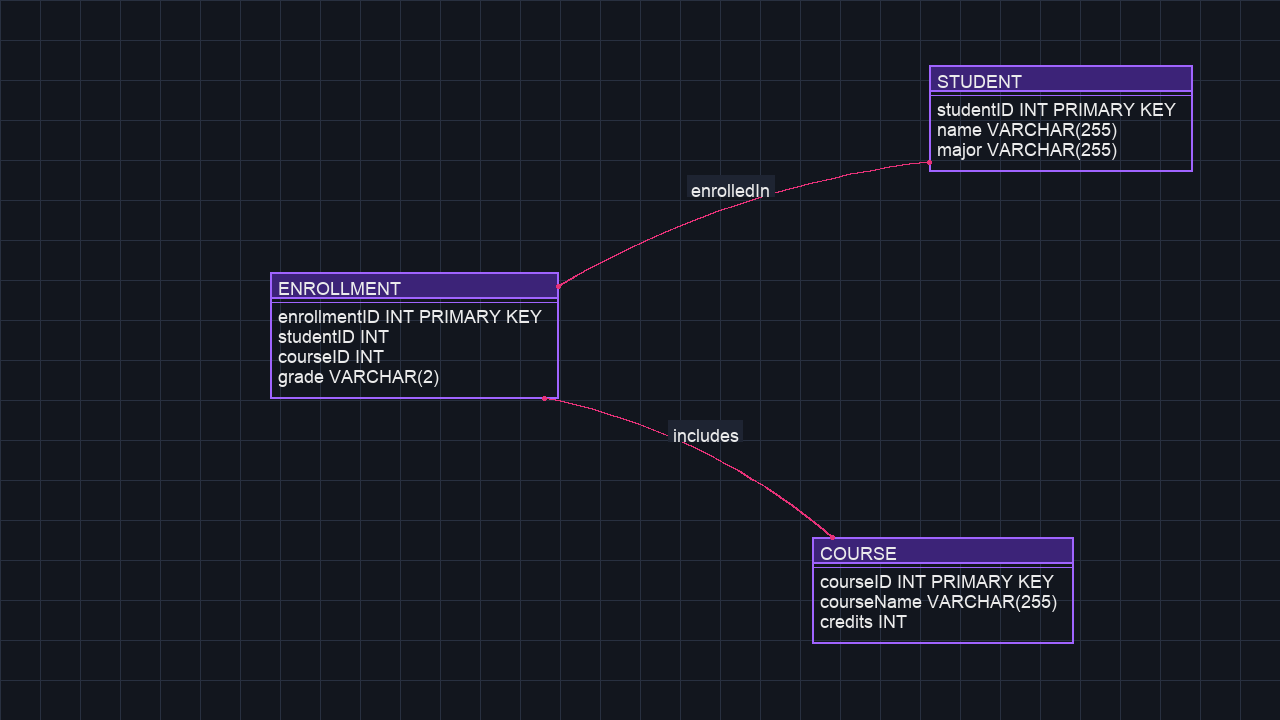 STUDENT
studentID INT PRIMARY KEY
name VARCHAR(255)
major VARCHAR(255)
enrolledIn
ENROLLMENT
enrollmentID INT PRIMARY KEY
studentID INT
courseID INT
grade VARCHAR(2)
includes
COURSE
courseID INT PRIMARY KEY
courseName VARCHAR(255)
credits INT